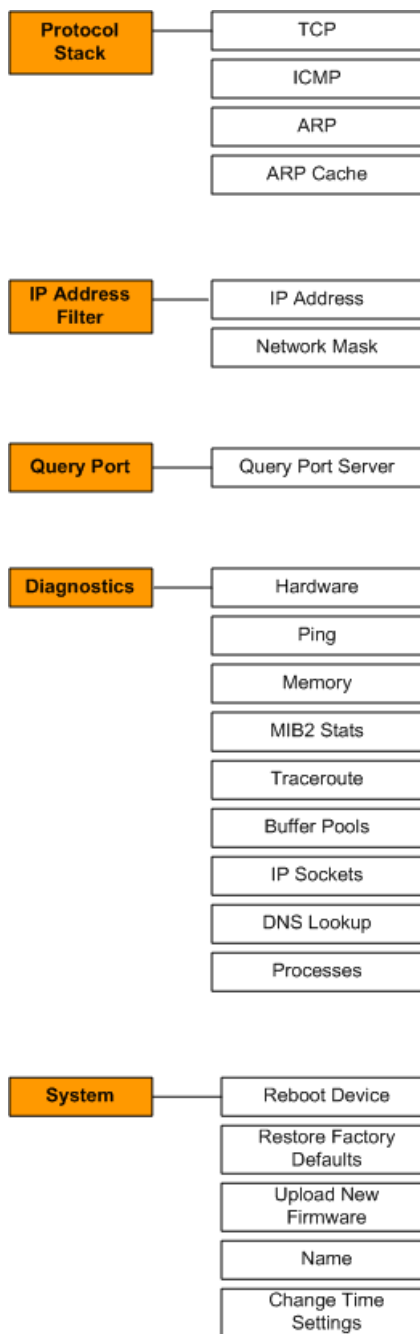 Protocol
Stack
TCP
ICMP
ARP
ARP Cache
IP Address
Filter
IP Address
Network Mask
Query Port
Query Port Server
Diagnostics
Hardware
Ping
Memory
MIB2 Stats
Traceroute
Buffer Pools
IP Sockets
DNS Lookup
Processes
System
Reboot Device
Restore Factory
Defaults
Upload New
Firmware
Name
Change Time
Settings